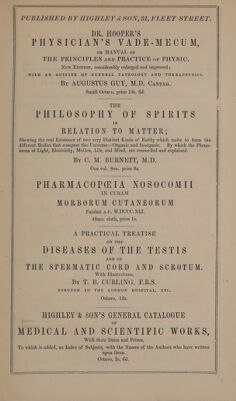 PUBLISHED BY HIGHLEY & SON, 32, FLEET STREET.
DR. HOOPER'S
PHYSICIAN'S VADE-MECUM,
OR MANUAL OF
THE PRINCIPLES AND PRACTICE OF PHYSIC.
New Edition, considerably enlarged and improved;
WITH AN OUTLINE OF GENERAL PATHOLOGY AND THERAPEUTICS.
By AUGUSTUS GUY, M.D. Cantab.
Small Octavo, price 10s. 6d.
THE
PHILOSOPHY OF SPIRITS
IN
RELATION TO MATTER;
Shewing the real Existence of two very Distinct Kinds of Entity which unite to form the
different Bodies that compose the Universe—Organic and Inorganic. By which the Pheno-
mena of Light, Electricity, Motion, Life, and Mind, are reconciled and explained.
By C. M. BURNETT, M.D.
One vol. 8vo. price 9s.
PHARMACOPŒIA NOSOCOMII
IN CURAM
MORBORUM CUTANEORUM
Fundati A.D. M.DCCC.XLI.
48mo. cloth, price 1s.
A PRACTICAL TREATISE
ON THE
DISEASES OF THE TESTIS
AND OF
THE SPERMATIC CORD AND SCROTUM.
With Illustrations.
By T. B. CURLING, F.R.S.
SURGEON TO THE LONDON HOSPITAL, ETC.
Octavo, 12s.
HIGHLEY & SON'S GENERAL CATALOGUE
OF
MEDICAL AND SCIENTIFIC WORKS,
With their Dates and Prices.
To which is added, an Index of Subjects, with the Names of the Authors who have written
upon them.
Octavo, 2s. 6d.